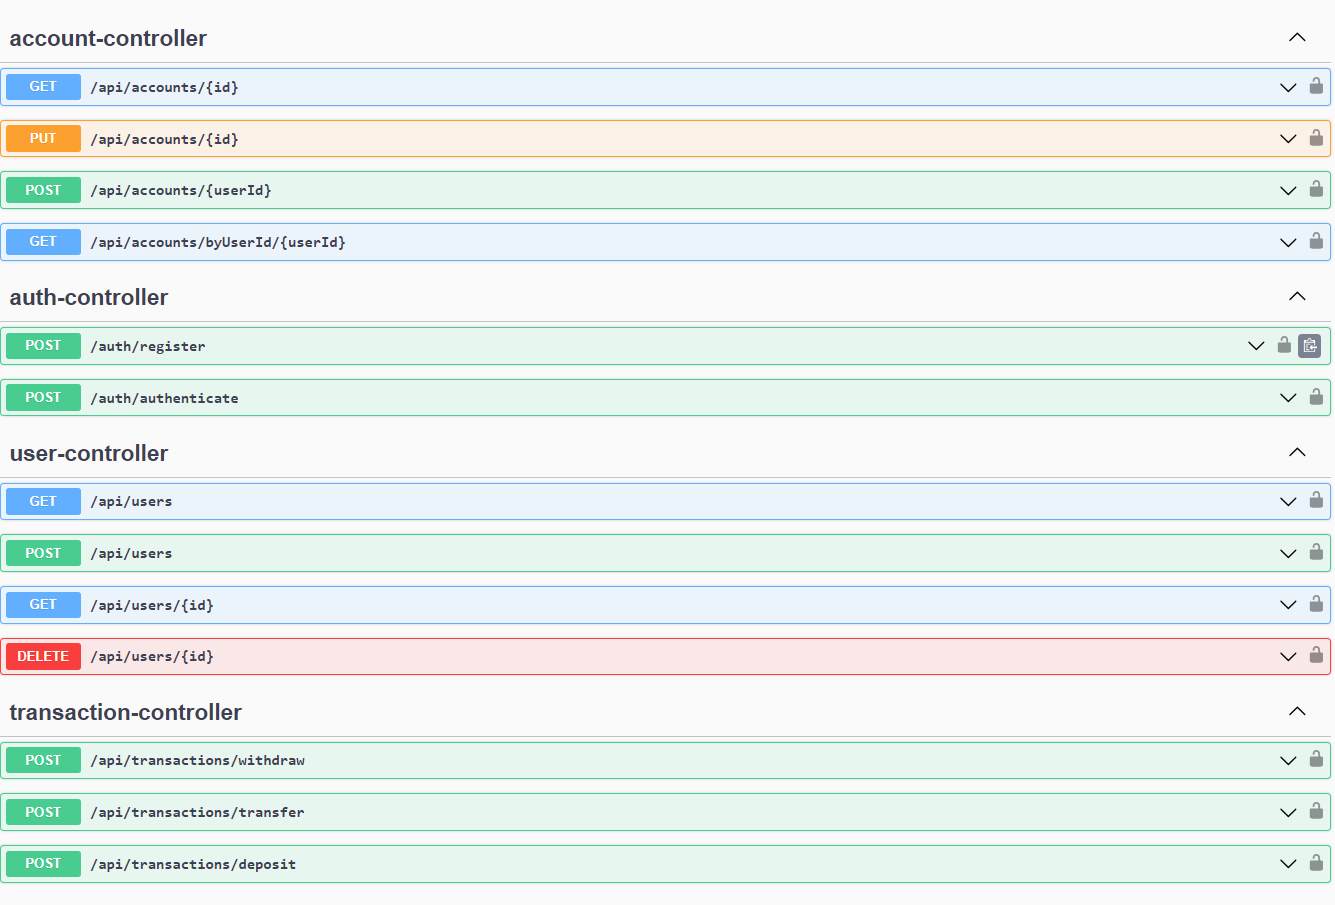 account-controller
GET /api/accounts/{id}
PUT /api/accounts/{id}
POST /api/accounts/{userId}
GET /api/accounts/byUserId/{userId}
auth-controller
POST /auth/register
POST /auth/authenticate
user-controller
GET /api/users
POST /api/users
GET /api/users/{id}
DELETE /api/users/{id}
transaction-controller
POST /api/transactions/withdraw
POST /api/transactions/transfer
POST /api/transactions/deposit